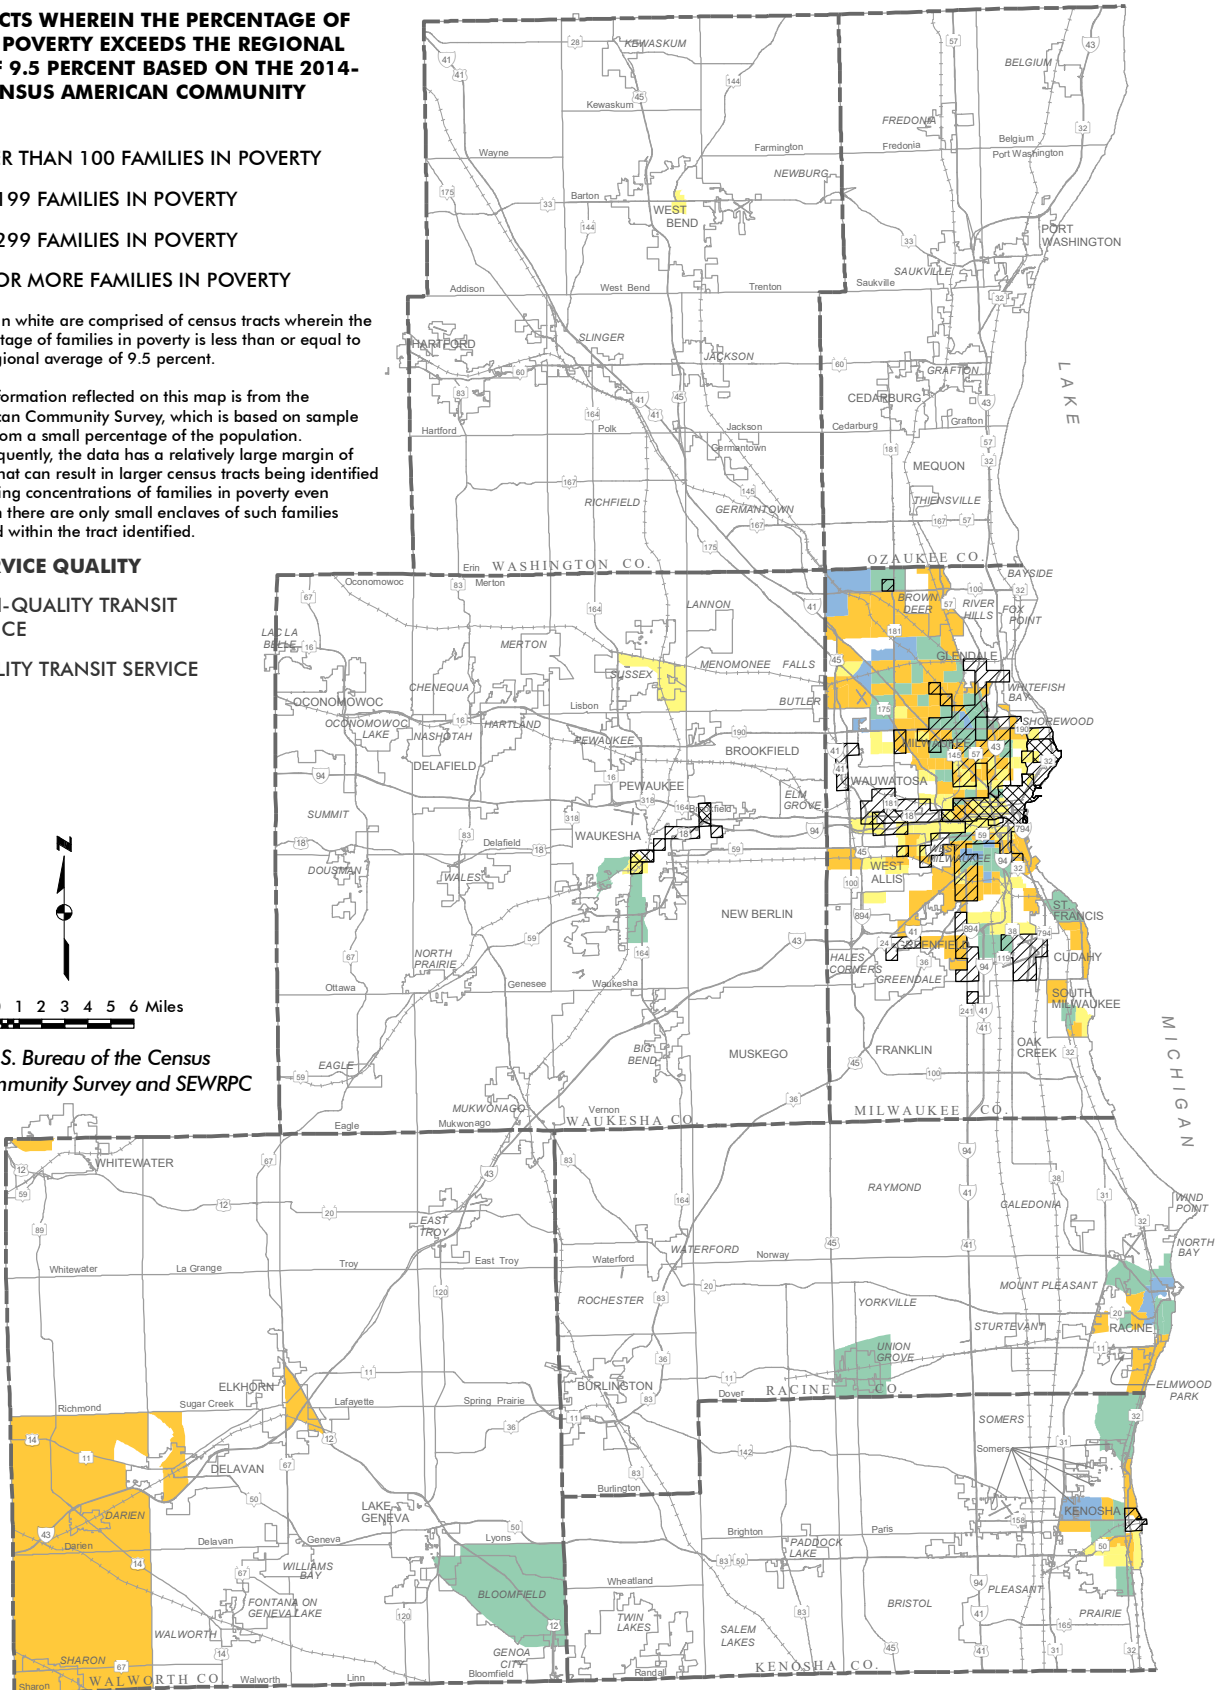 CTS WHEREIN THE PERCENTAGE OF
POVERTY EXCEEDS THE REGIONAL
F 9.5 PERCENT BASED ON THE 2014-
NSUS AMERICAN COMMUNITY
R THAN 100 FAMILIES IN POVERTY
199 FAMILIES IN POVERTY
299 FAMILIES IN POVERTY
OR MORE FAMILIES IN POVERTY
n white are comprised of census tracts wherein the
tage of families in poverty is less than or equal to
gional average of 9.5 percent.
formation reflected on this map is from the
can Community Survey, which is based on sample
om a small percentage of the population.
quently, the data has a relatively large margin of
hat can result in larger census tracts being identified
ing concentrations of families in poverty even
h there are only small enclaves of such families
d within the tract identified.
VICE QUALITY
-QUALITY TRANSIT
CE
LITY TRANSIT SERVICE
N
0 1 2 3 4 5 6 Miles
S. Bureau of the Census
mmunity Survey and SEWRPC
KEWASKUM
Kewaskum
Wayne
Farmington
NEWBURG
Barton
WEST
BEND
Addison
West Bend
Trenton
HARTFORD
SLINGER
JACKSON
Hartford
Polk
Jackson
Germantown
RICHFIELD
GERMANTOWN
Erin
WASHINGTON CO.
BELGIUM
FREDONIA
Fredonia
Belgium
Port Washington
PORT
WASHINGTON
SAUKVILLE
Saukville
GRAFTON
CEDARBURG
Cedarburg
Grafton
MEQUON
THIENSVILLE
OZAUKEE CO.
LAKE
MICHIGAN
Oconomowoc
Merton
LANNON
LAC LA
BELLE
MERTON
SUSSEX
MENOMONEE FALLS
CHENEQUA
OCONOMOWOC
Lisbon
BUTLER
OCONOMOWOC
LAKE
NASHOTAH
HARTLAND
PEWAUKEE
BROOKFIELD
DELAFIELD
PEWAUKEE
ELM
GROVE
Brookfield
SUMMIT
WAUKESHA
Delafield
DOUSMAN
WALES
NEW BERLIN
NORTH
PRAIRIE
Ottawa
Genesee
Waukesha
BIG
BEND
MUSKEGO
EAGLE
MUKWONAGO
Vernon
Eagle
Mukwonago
WAUKESHA CO.
BAYSIDE
BROWN
DEER
RIVER
HILLS
FOX
POINT
GLENDALE
WHITEFISH
BAY
SHOREWOOD
MILWAUKEE
WAUWATOSA
WEST
MILWAUKEE
WEST
ALLIS
ST.
FRANCIS
GREENFIELD
HALES
CORNERS
GREENDALE
CUDAHY
SOUTH
MILWAUKEE
FRANKLIN
OAK
CREEK
MILWAUKEE CO.
WHITEWATER
EAST
TROY
Whitewater
La Grange
Troy
East Troy
ELKHORN
Richmond
Sugar Creek
Lafayette
Spring Prairie
DELAVAN
DARIEN
Darien
LAKE
GENEVA
Delavan
Geneva
Lyons
WILLIAMS
BAY
FONTANA ON
GENEVA LAKE
BLOOMFIELD
WALWORTH
SHARON
GENOA
CITY
Sharon
WALWORTH CO.
Walworth
Linn
Bloomfield
RAYMOND
CALEDONIA
WIND
POINT
NORTH
BAY
WATERFORD
Waterford
Norway
ROCHESTER
YORKVILLE
MOUNT PLEASANT
STURTEVANT
RACINE
UNION
GROVE
BURLINGTON
Dover
RACINE CO.
ELMWOOD
PARK
Burlington
SOMERS
Somers
KENOSHA
Brighton
Paris
PADDOCK
LAKE
Wheatland
TWIN
LAKES
SALEM
LAKES
BRISTOL
PLEASANT
PRAIRIE
Randall
KENOSHA CO.